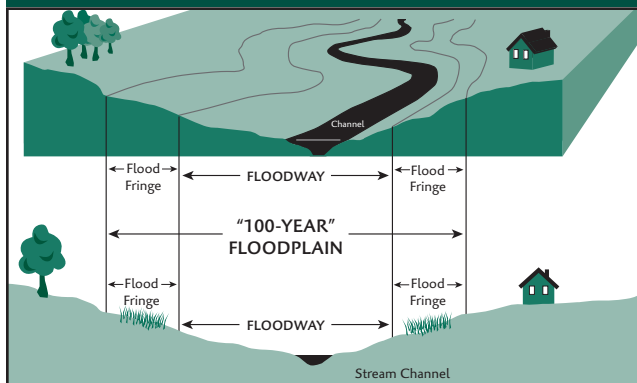 Channel
Flood
Fringe
FLOODWAY
Flood
Fringe
“100-YEAR”
FLOODPLAIN
Flood
Fringe
FLOODWAY
Flood
Fringe
Stream Channel